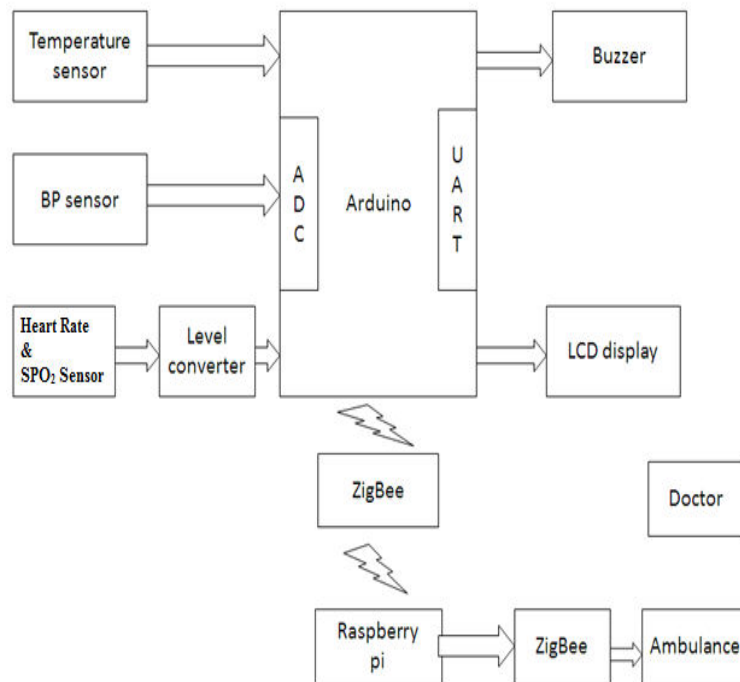 Temperature
sensor
Buzzer
A
D
C
Arduino
U
A
R
T
BP sensor
Heart Rate
&
SPO₂ Sensor
Level
converter
LCD display
ZigBee
Doctor
Raspberry
pi
ZigBee
Ambulance